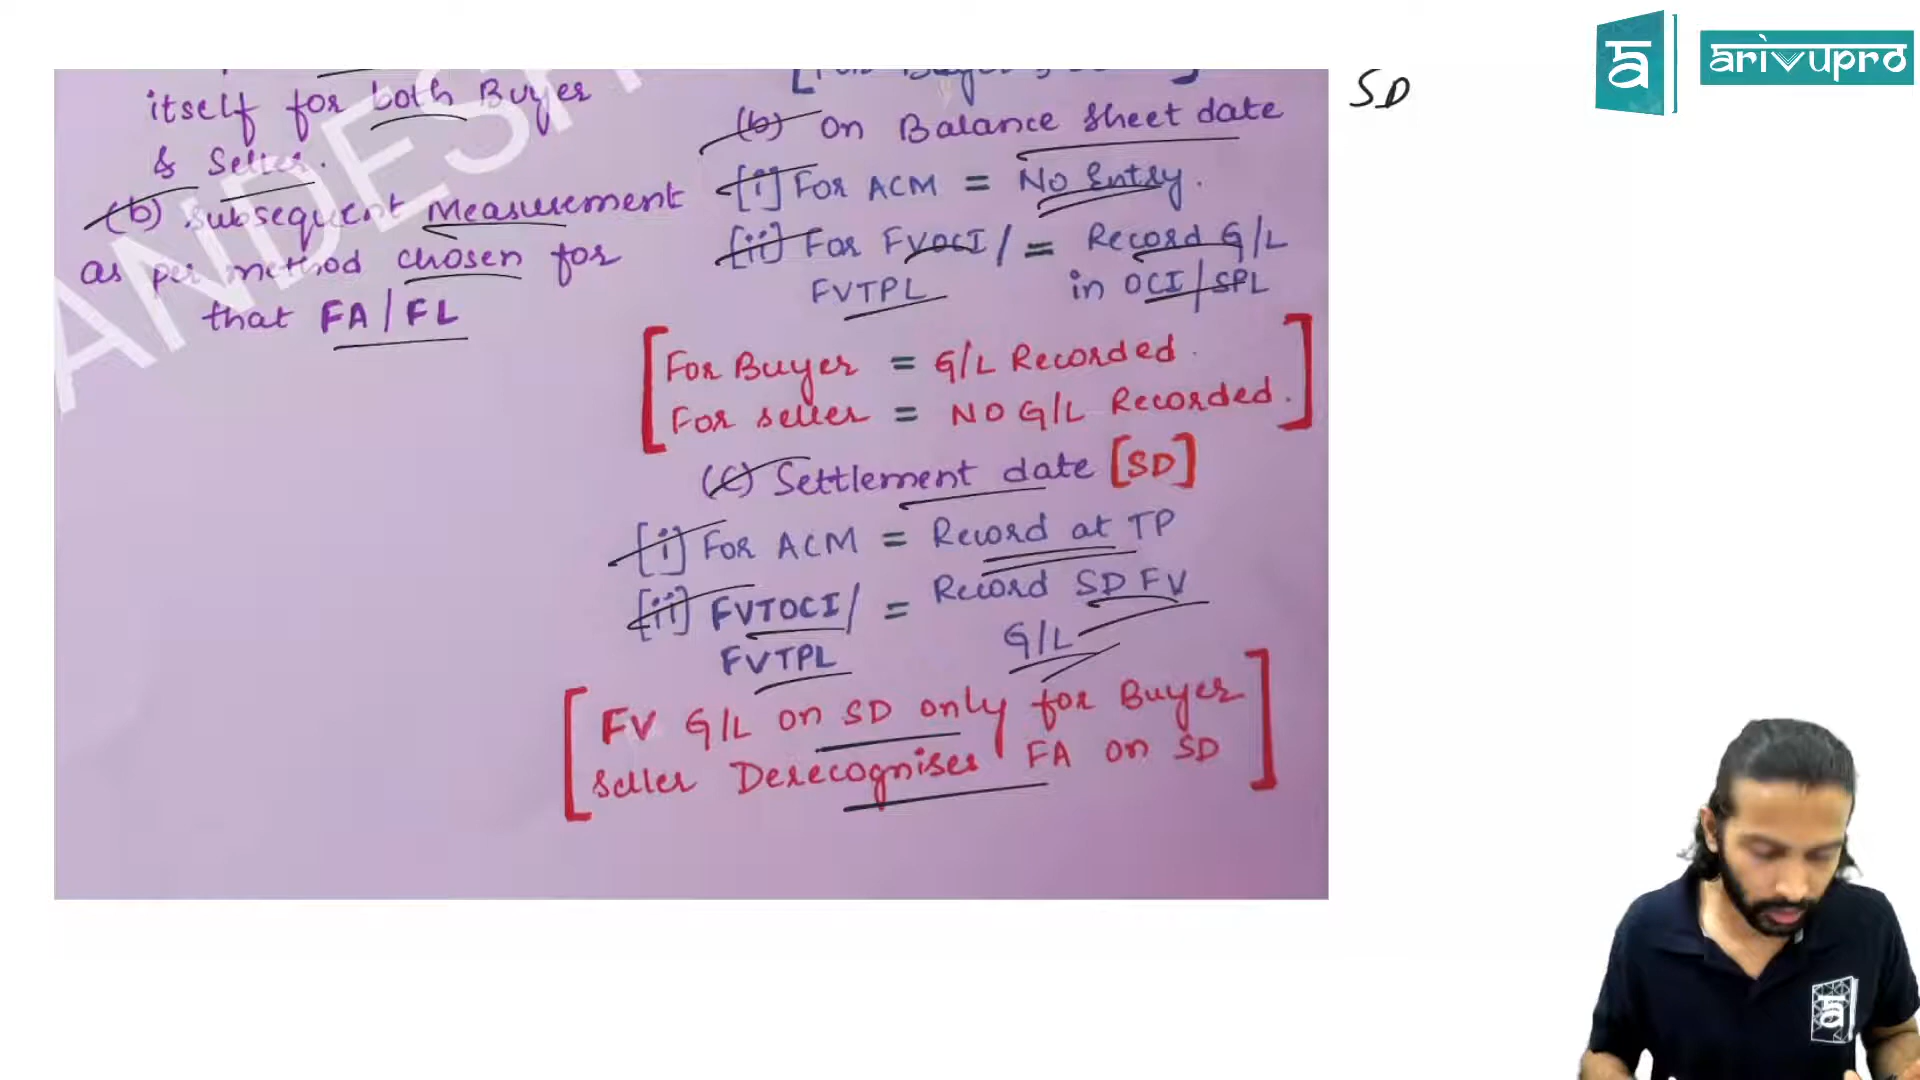 arivupro
SD
itself for both Buyer
& Seller.
(b) subsequent Measurement
as per method chosen for
that FA/FL
(b) on Balance sheet date
[i] For ACM = No Entry.
[ii] For FVOCI/ = Record G/L
FVTPL in OCI/SPL
[For Buyer = G/L Recorded.
For seller = NO G/L Recorded.]
(c) Settlement date [SD]
[i] For ACM = Record at TP
[ii] FVTOCI/ = Record SD FV
FVTPL G/L
[FV G/L on SD only for Buyer
seller Derecognises FA on SD]